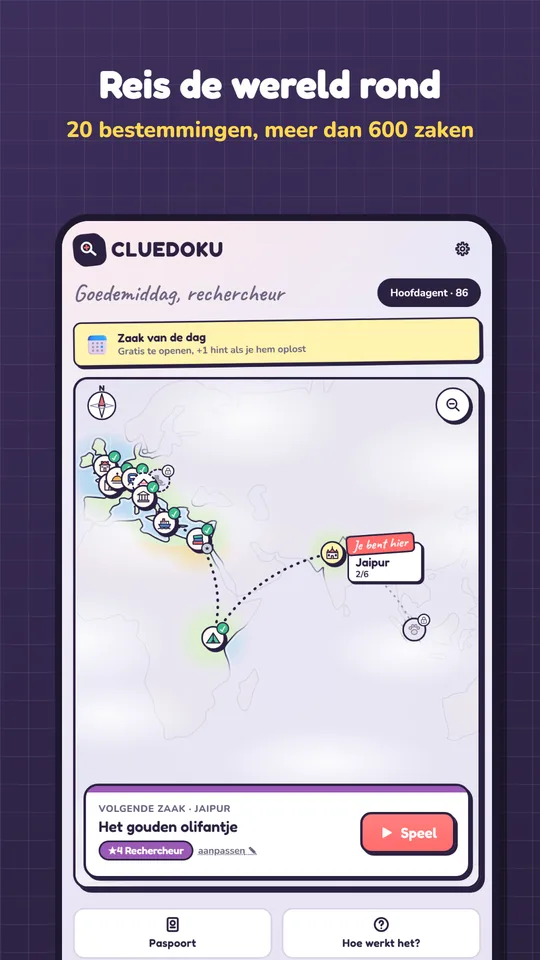 Reis de wereld rond
20 bestemmingen, meer dan 600 zaken
CLUEDOKU
Goedemiddag, rechercheur
Hoofdagent · 86
Zaak van de dag
Gratis te openen, +1 hint als je hem oplost
N
Je bent hier
Jaipur
2/6
VOLGENDE ZAAK · JAIPUR
Het gouden olifantje
★4 Rechercheur
aanpassen ✎
Speel
Paspoort
Hoe werkt het?